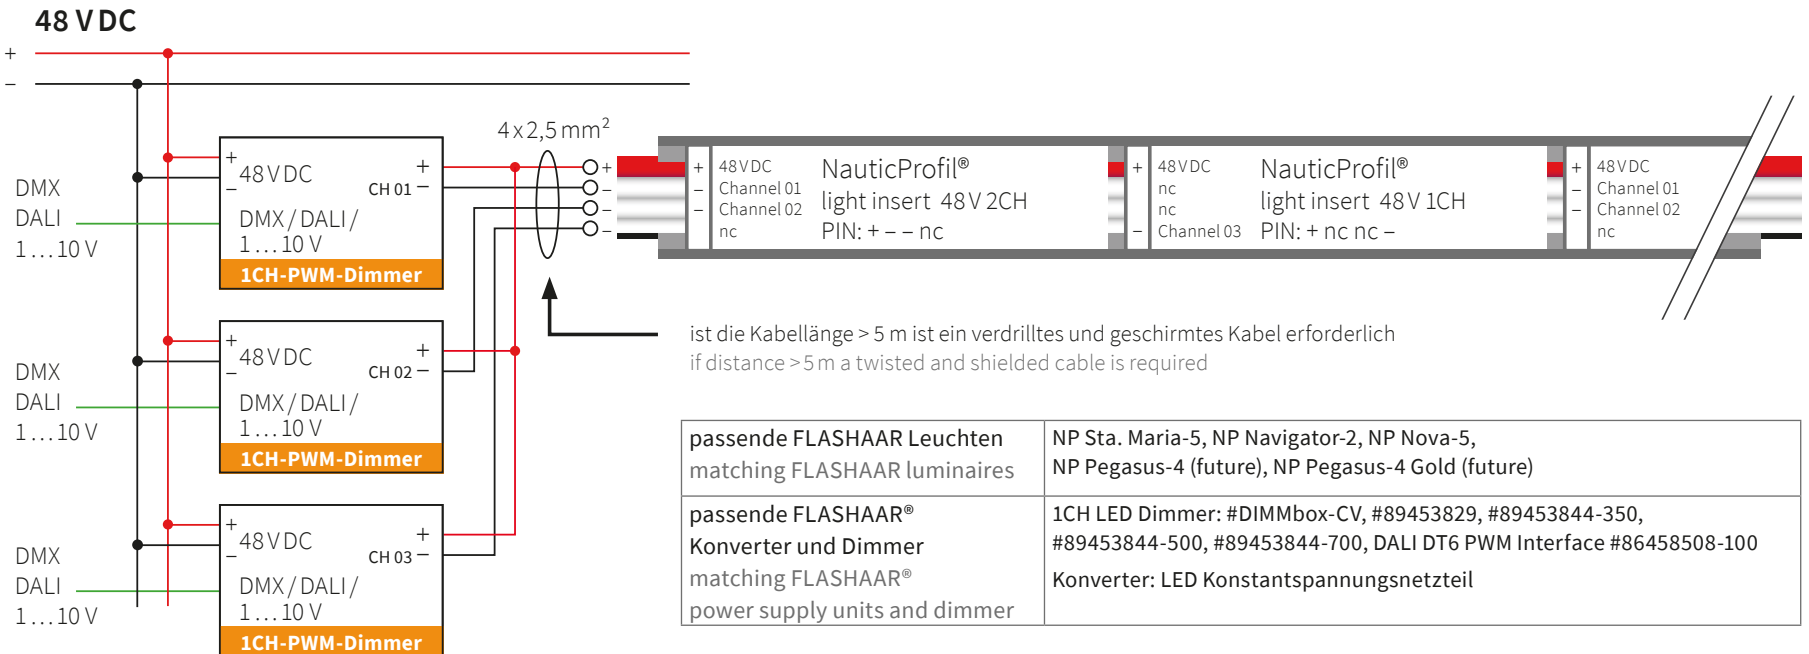 48 V DC
+
–
DMX
DALI
1 … 10 V
+
–
48 V DC
+
CH 01 –
DMX / DALI /
1 … 10 V
1CH-PWM-Dimmer
DMX
DALI
1 … 10 V
+
–
48 V DC
+
CH 02 –
DMX / DALI /
1 … 10 V
1CH-PWM-Dimmer
DMX
DALI
1 … 10 V
+
–
48 V DC
+
CH 03 –
DMX / DALI /
1 … 10 V
1CH-PWM-Dimmer
4 x 2,5 mm²
+
–
–
–
+ 48 V DC
– Channel 01
– Channel 02
nc
NauticProfil®
light insert 48 V 2CH
PIN: + – – nc
+ 48 V DC
nc
nc
– Channel 03
NauticProfil®
light insert 48 V 1CH
PIN: + nc nc –
+ 48 V DC
– Channel 01
– Channel 02
nc
ist die Kabellänge > 5 m ist ein verdrilltes und geschirmtes Kabel erforderlich
if distance > 5 m a twisted and shielded cable is required
passende FLASHAAR Leuchten
matching FLASHAAR luminaires
NP Sta. Maria-5, NP Navigator-2, NP Nova-5,
NP Pegasus-4 (future), NP Pegasus-4 Gold (future)
passende FLASHAAR®
Konverter und Dimmer
matching FLASHAAR®
power supply units and dimmer
1CH LED Dimmer: #DIMMbox-CV, #89453829, #89453844-350,
#89453844-500, #89453844-700, DALI DT6 PWM Interface #86458508-100
Konverter: LED Konstantspannungsnetzteil